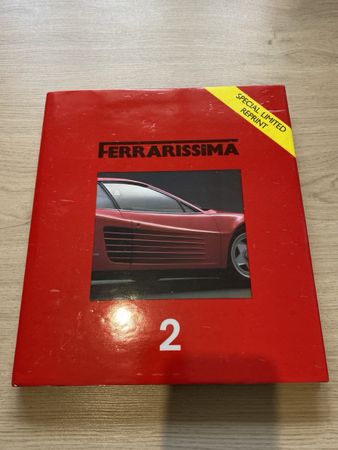 SPECIAL LIMITED
REPRINT
FERRARISSIMA
2